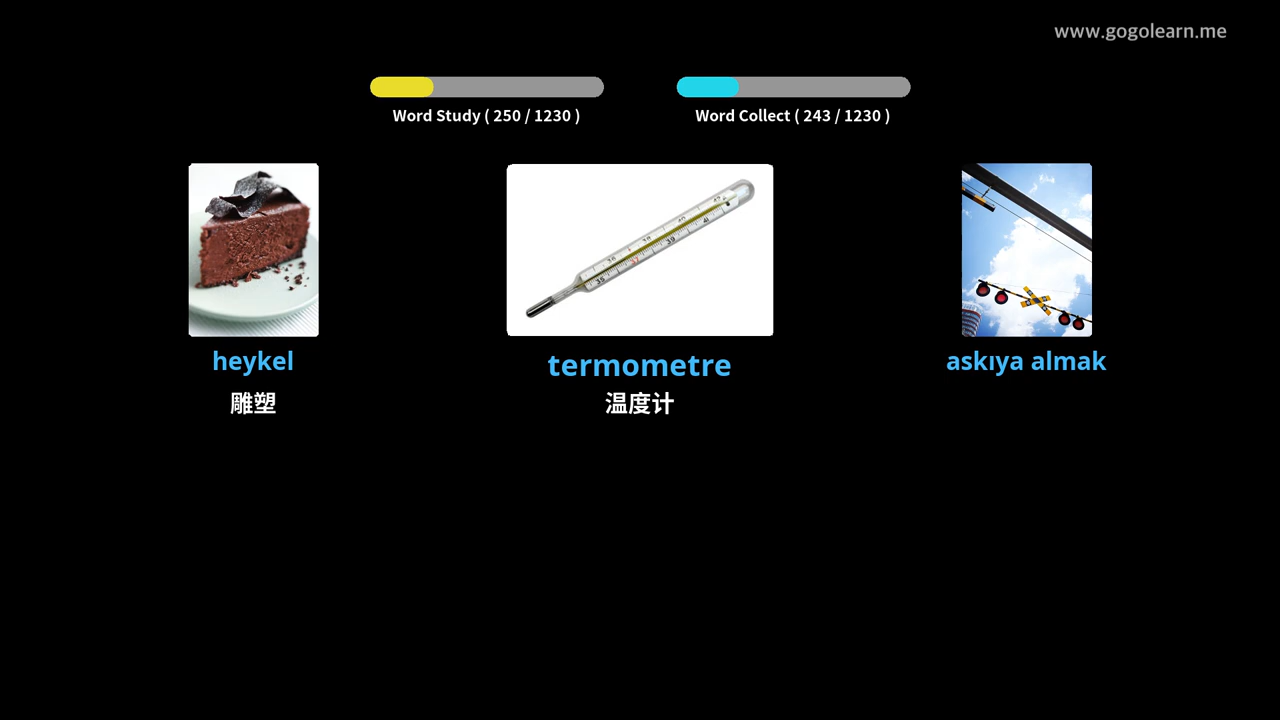 www.gogolearn.me
Word Study ( 250 / 1230 )
Word Collect ( 243 / 1230 )
heykel
termometre
askıya almak
雕塑
温度计